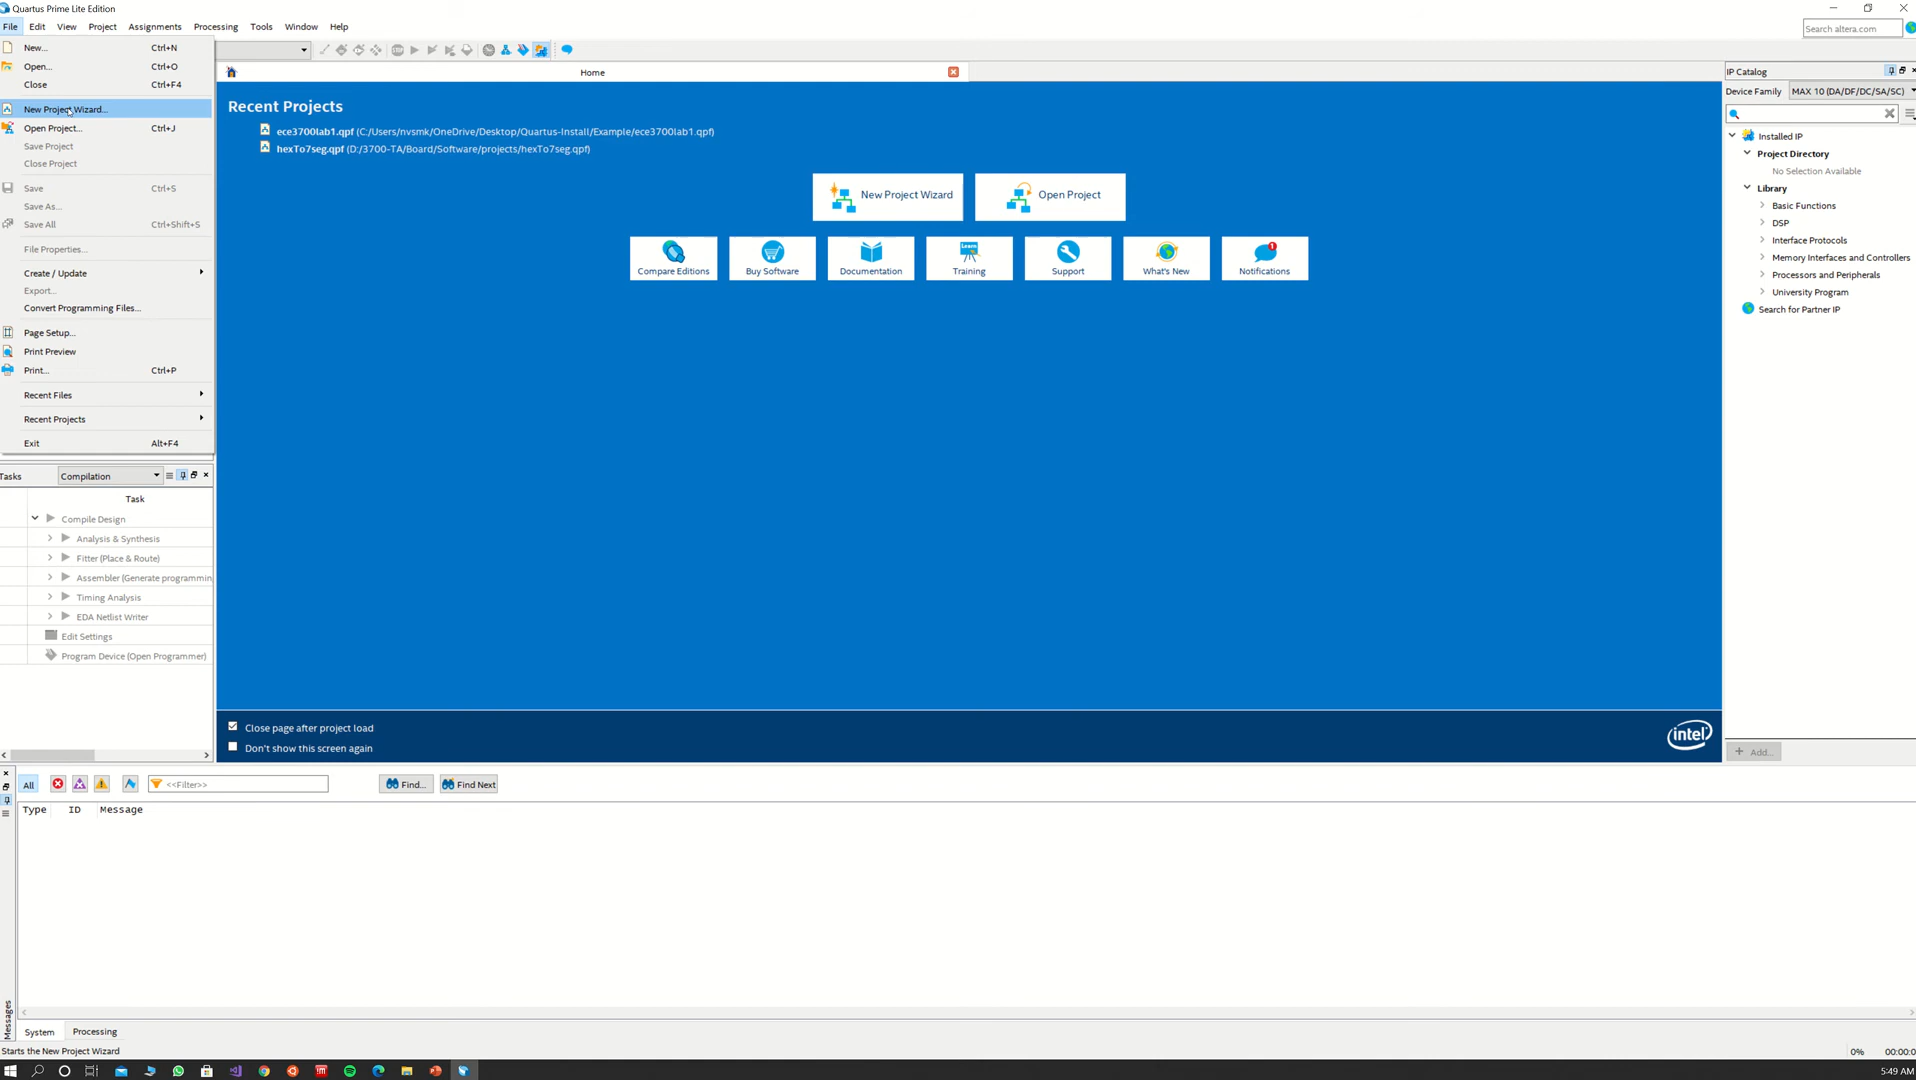 Quartus Prime Lite Edition
File Edit View Project Assignments Processing Tools Window Help
Search altera.com
New... Ctrl+N
Open... Ctrl+O
Close Ctrl+F4
New Project Wizard...
Open Project... Ctrl+J
Save Project
Close Project
Save Ctrl+S
Save As...
Save All Ctrl+Shift+S
File Properties...
Create / Update
Export...
Convert Programming Files...
Page Setup...
Print Preview
Print... Ctrl+P
Recent Files
Recent Projects
Exit Alt+F4
Tasks Compilation
Task
Compile Design
Analysis & Synthesis
Fitter (Place & Route)
Assembler (Generate programmin
Timing Analysis
EDA Netlist Writer
Edit Settings
Program Device (Open Programmer)
Home
Recent Projects
ece3700lab1.qpf (C:/Users/nvsmk/OneDrive/Desktop/Quartus-Install/Example/ece3700lab1.qpf)
hexTo7seg.qpf (D:/3700-TA/Board/Software/projects/hexTo7seg.qpf)
New Project Wizard Open Project
Learn 1
Compare Editions Buy Software Documentation Training Support What's New Notifications
Close page after project load
Don't show this screen again
intel
IP Catalog
Device Family MAX 10 (DA/DF/DC/SA/SC)
Installed IP
Project Directory
No Selection Available
Library
Basic Functions
DSP
Interface Protocols
Memory Interfaces and Controllers
Processors and Peripherals
University Program
Search for Partner IP
+ Add...
All <<Filter>> Find... Find Next
Type ID Message
Messages
System Processing
Starts the New Project Wizard
0% 00:00:0
5:49 AM